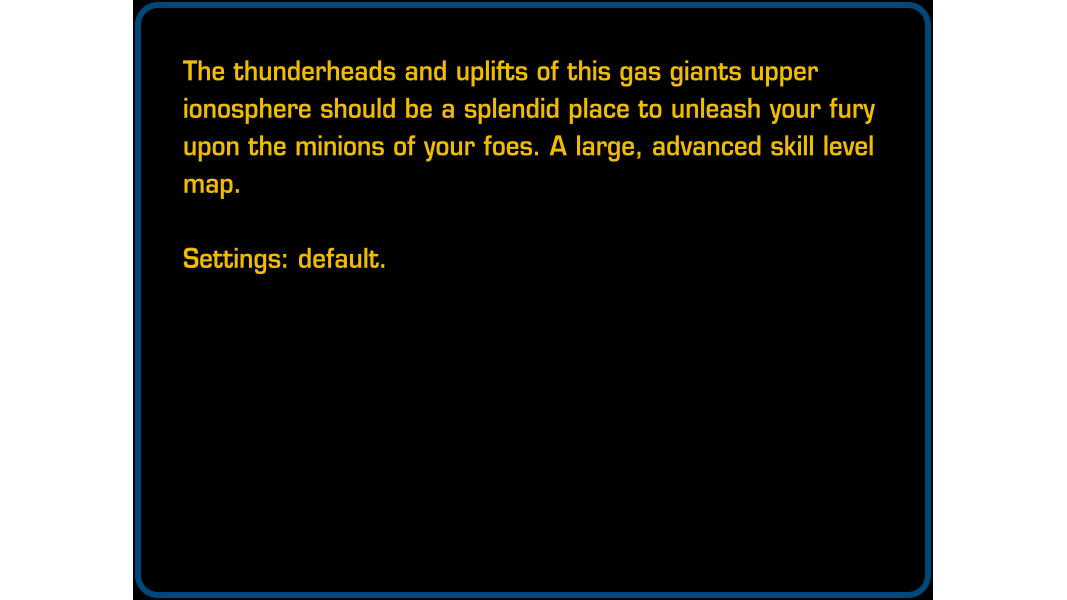 The thunderheads and uplifts of this gas giants upper
ionosphere should be a splendid place to unleash your fury
upon the minions of your foes. A large, advanced skill level
map.
Settings: default.